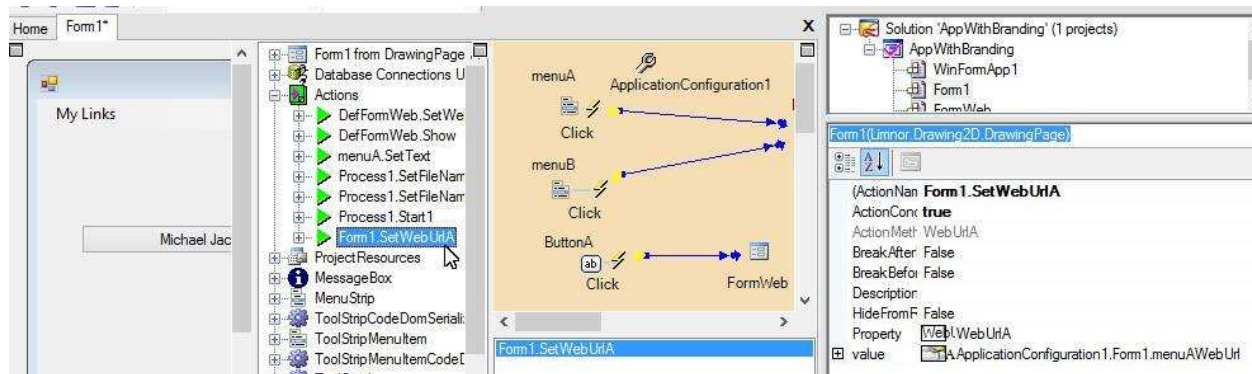 Home
Form1*
X
My Links
Michael Jac
Form1 from DrawingPage
Database Connections U
Actions
DefFormWeb.SetWe
DefFormWeb.Show
menuA.SetText
Process1.SetFileNam
Process1.SetFileNam
Process1.Start1
Form1.SetWebUrlA
ProjectResources
MessageBox
MenuStrip
ToolStripCodeDomSeriali
ToolStripMenuItem
ToolStripMenuItemCodeD
menuA
ApplicationConfiguration1
Click
menuB
Click
ButtonA
ab
Click
FormWeb
Form1.SetWebUrlA
Solution 'AppWithBranding' (1 projects)
AppWithBranding
WinFormApp1
Form1
FormWeb
Form1(Limnor.Drawing2D.DrawingPage)
(ActionNan Form1.SetWebUrlA
ActionConc true
ActionMeth WebUrlA
BreakAfter False
BreakBefor False
Description
HideFromF False
Property WebUrlA
value ApplicationConfiguration1.Form1.menuAWebUrl